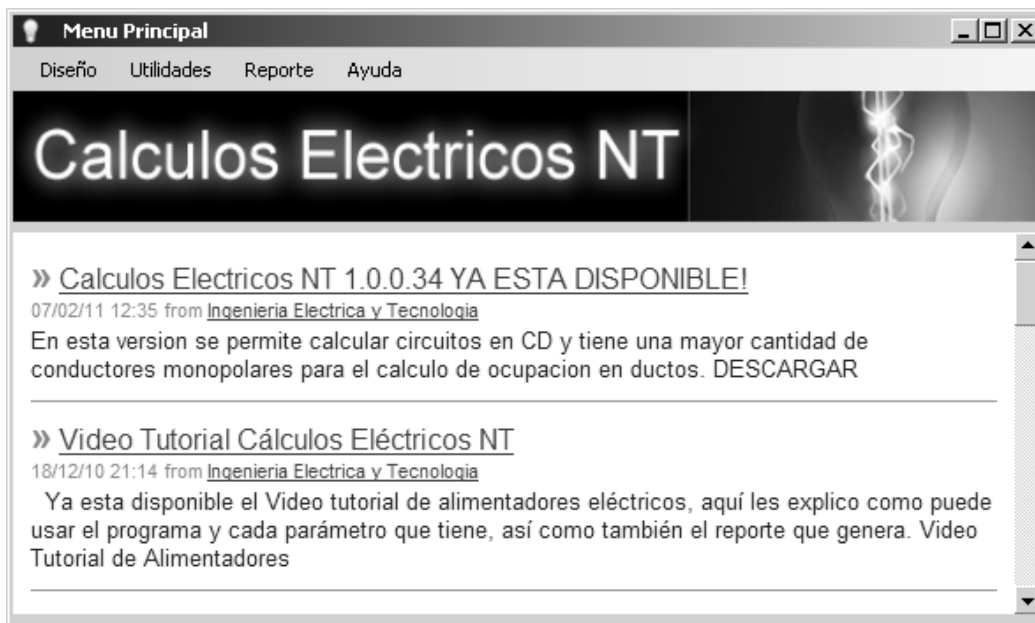 Menu Principal
Diseño Utilidades Reporte Ayuda
Calculos Electricos NT
» Calculos Electricos NT 1.0.0.34 YA ESTA DISPONIBLE!
07/02/11 12:35 from Ingenieria Electrica y Tecnologia
En esta version se permite calcular circuitos en CD y tiene una mayor cantidad de
conductores monopolares para el calculo de ocupacion en ductos. DESCARGAR
» Video Tutorial Cálculos Eléctricos NT
18/12/10 21:14 from Ingenieria Electrica y Tecnologia
Ya esta disponible el Video tutorial de alimentadores eléctricos, aquí les explico como puede
usar el programa y cada parámetro que tiene, así como también el reporte que genera. Video
Tutorial de Alimentadores